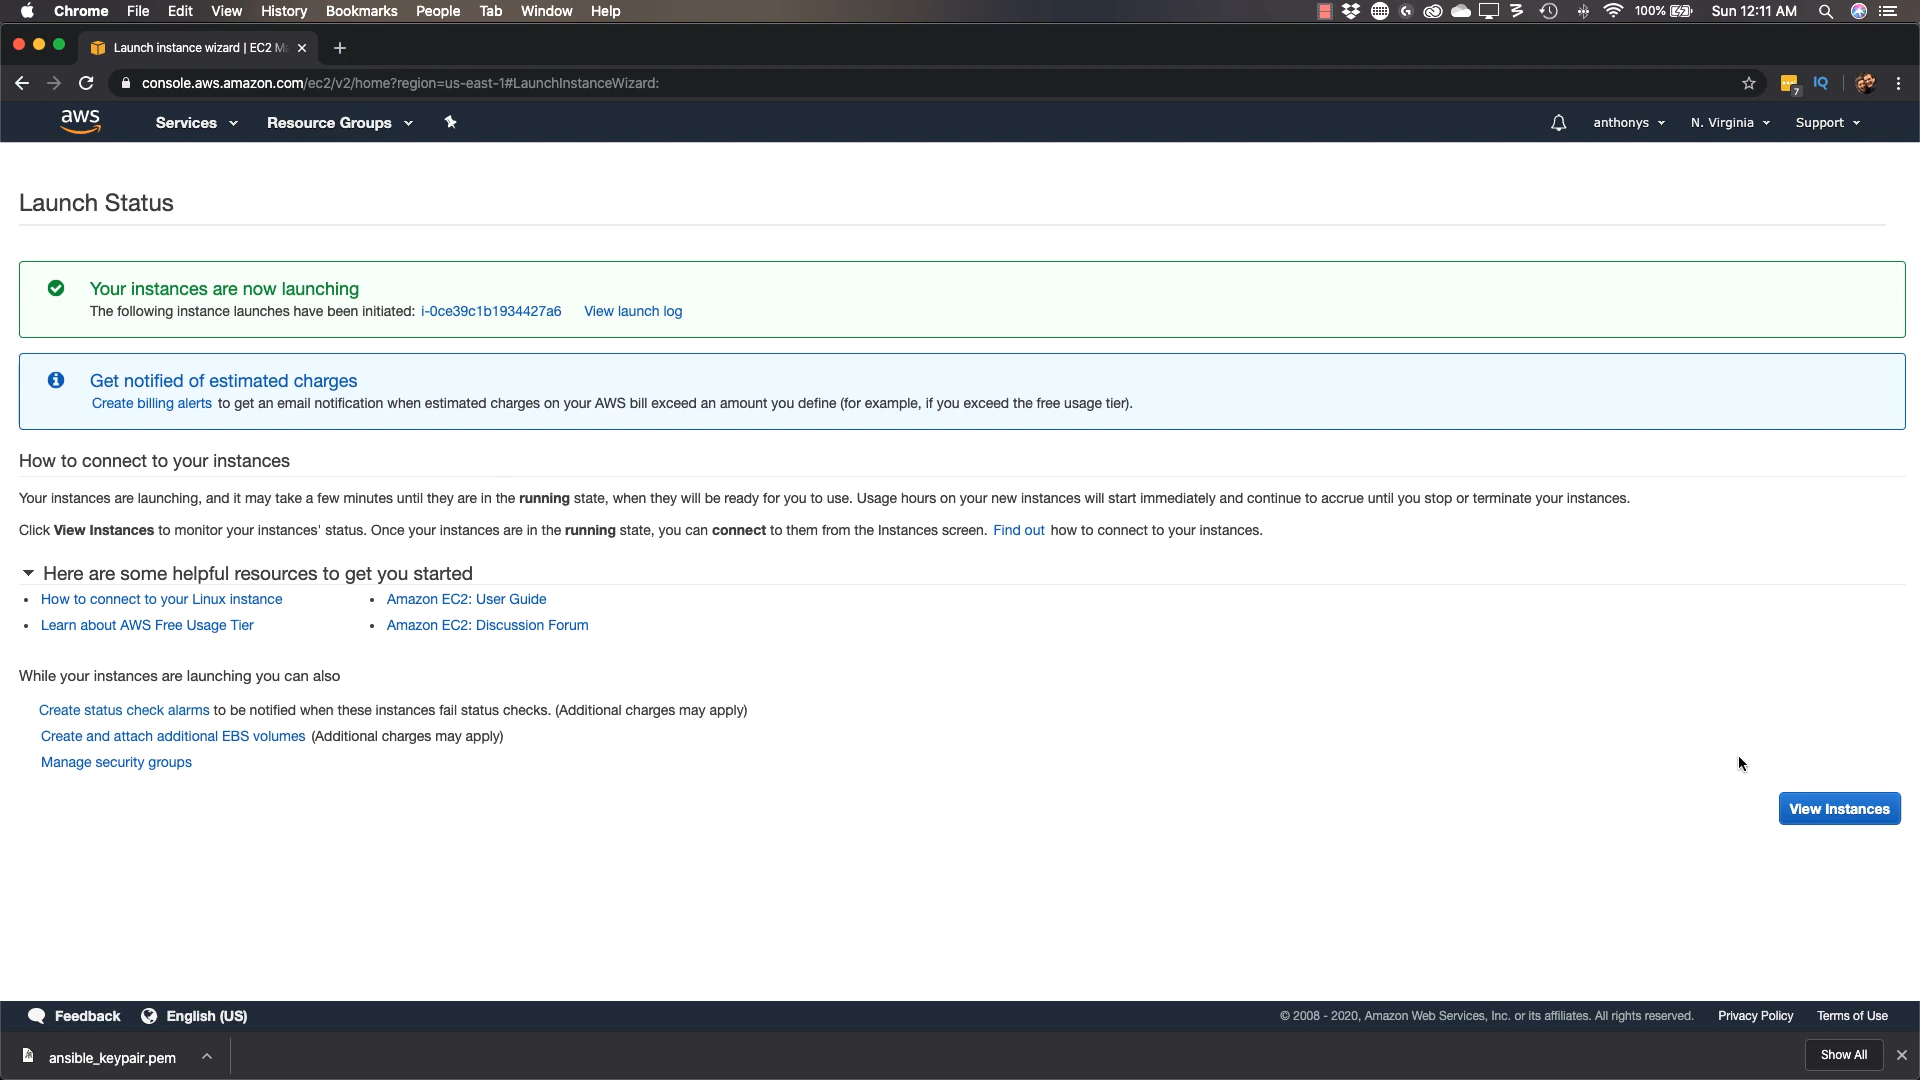 Chrome File Edit View History Bookmarks People Tab Window Help 100% Sun 12:11 AM
Launch instance wizard | EC2 M
console.aws.amazon.com/ec2/v2/home?region=us-east-1#LaunchInstanceWizard: 7 IQ
aws Services Resource Groups anthonys N. Virginia Support
Launch Status
Your instances are now launching
The following instance launches have been initiated: i-0ce39c1b1934427a6 View launch log
Get notified of estimated charges
Create billing alerts to get an email notification when estimated charges on your AWS bill exceed an amount you define (for example, if you exceed the free usage tier).
How to connect to your instances
Your instances are launching, and it may take a few minutes until they are in the running state, when they will be ready for you to use. Usage hours on your new instances will start immediately and continue to accrue until you stop or terminate your instances.
Click View Instances to monitor your instances' status. Once your instances are in the running state, you can connect to them from the Instances screen. Find out how to connect to your instances.
Here are some helpful resources to get you started
• How to connect to your Linux instance • Amazon EC2: User Guide
• Learn about AWS Free Usage Tier • Amazon EC2: Discussion Forum
While your instances are launching you can also
Create status check alarms to be notified when these instances fail status checks. (Additional charges may apply)
Create and attach additional EBS volumes (Additional charges may apply)
Manage security groups
View Instances
Feedback English (US) © 2008 - 2020, Amazon Web Services, Inc. or its affiliates. All rights reserved. Privacy Policy Terms of Use
ansible_keypair.pem Show All